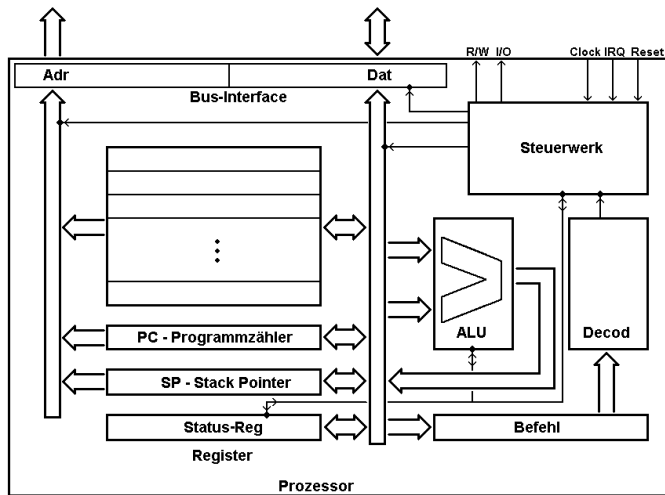 R/W I/O
Clock IRQ Reset
Adr
Dat
Bus-Interface
Steuerwerk
ALU
Decod
PC - Programmzähler
SP - Stack Pointer
Status-Reg
Befehl
Register
Prozessor